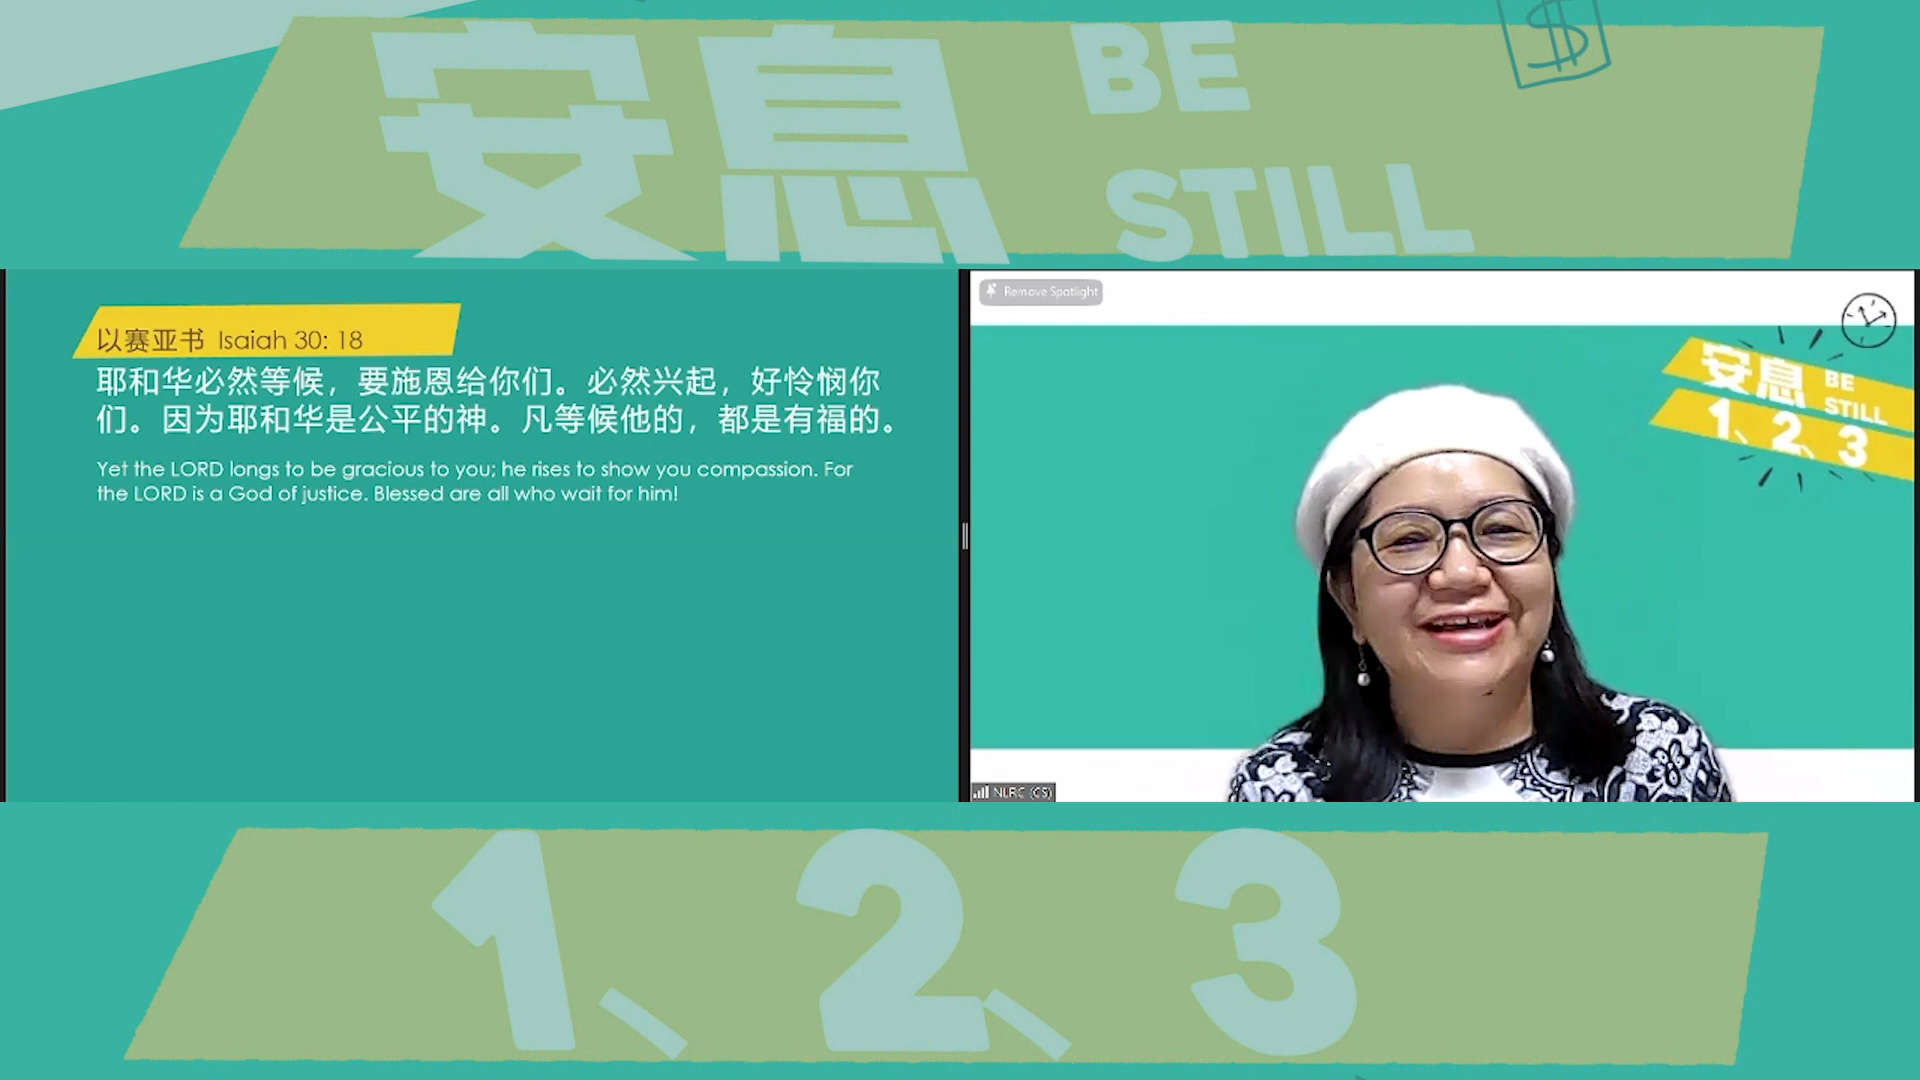 安息 BE
STILL
以赛亚书 Isaiah 30: 18
耶和华必然等候，要施恩给你们。必然兴起，好怜悯你
们。因为耶和华是公平的神。凡等候他的，都是有福的。
Yet the LORD longs to be gracious to you; he rises to show you compassion. For
the LORD is a God of justice. Blessed are all who wait for him!
Remove Spotlight
安息 BE
STILL
1、2、3
NLRC (CS)
1、2、3